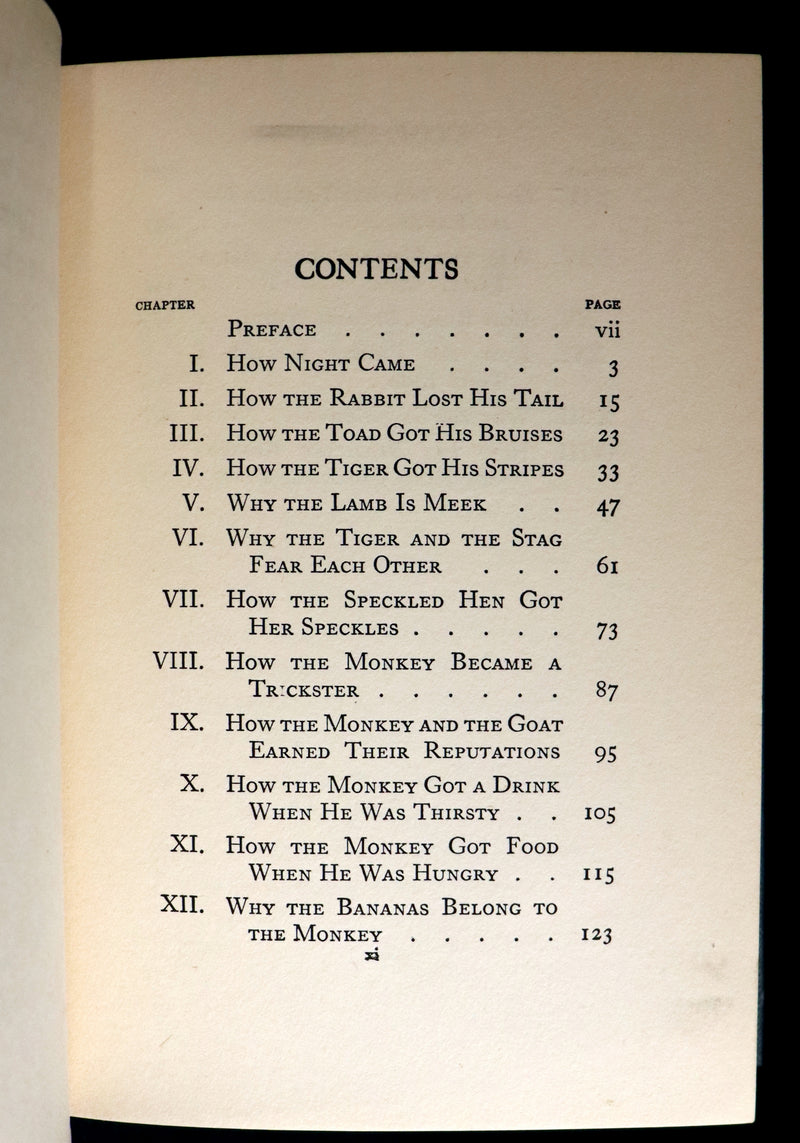 CONTENTS
CHAPTER PAGE
PREFACE . . . . . . . vii
I. HOW NIGHT CAME . . . . 3
II. HOW THE RABBIT LOST HIS TAIL 15
III. HOW THE TOAD GOT HIS BRUISES 23
IV. HOW THE TIGER GOT HIS STRIPES 33
V. WHY THE LAMB IS MEEK . . 47
VI. WHY THE TIGER AND THE STAG
FEAR EACH OTHER . . . 61
VII. HOW THE SPECKLED HEN GOT
HER SPECKLES . . . . . 73
VIII. HOW THE MONKEY BECAME A
TRICKSTER . . . . . . 87
IX. HOW THE MONKEY AND THE GOAT
EARNED THEIR REPUTATIONS 95
X. HOW THE MONKEY GOT A DRINK
WHEN HE WAS THIRSTY . . 105
XI. HOW THE MONKEY GOT FOOD
WHEN HE WAS HUNGRY . . 115
XII. WHY THE BANANAS BELONG TO
THE MONKEY . . . . . 123
xi